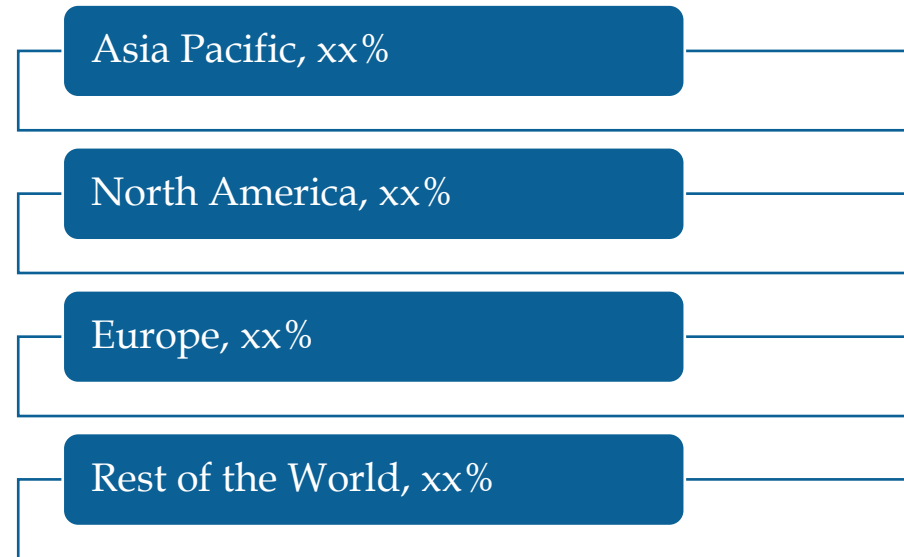 Asia Pacific, xx%
North America, xx%
Europe, xx%
Rest of the World, xx%